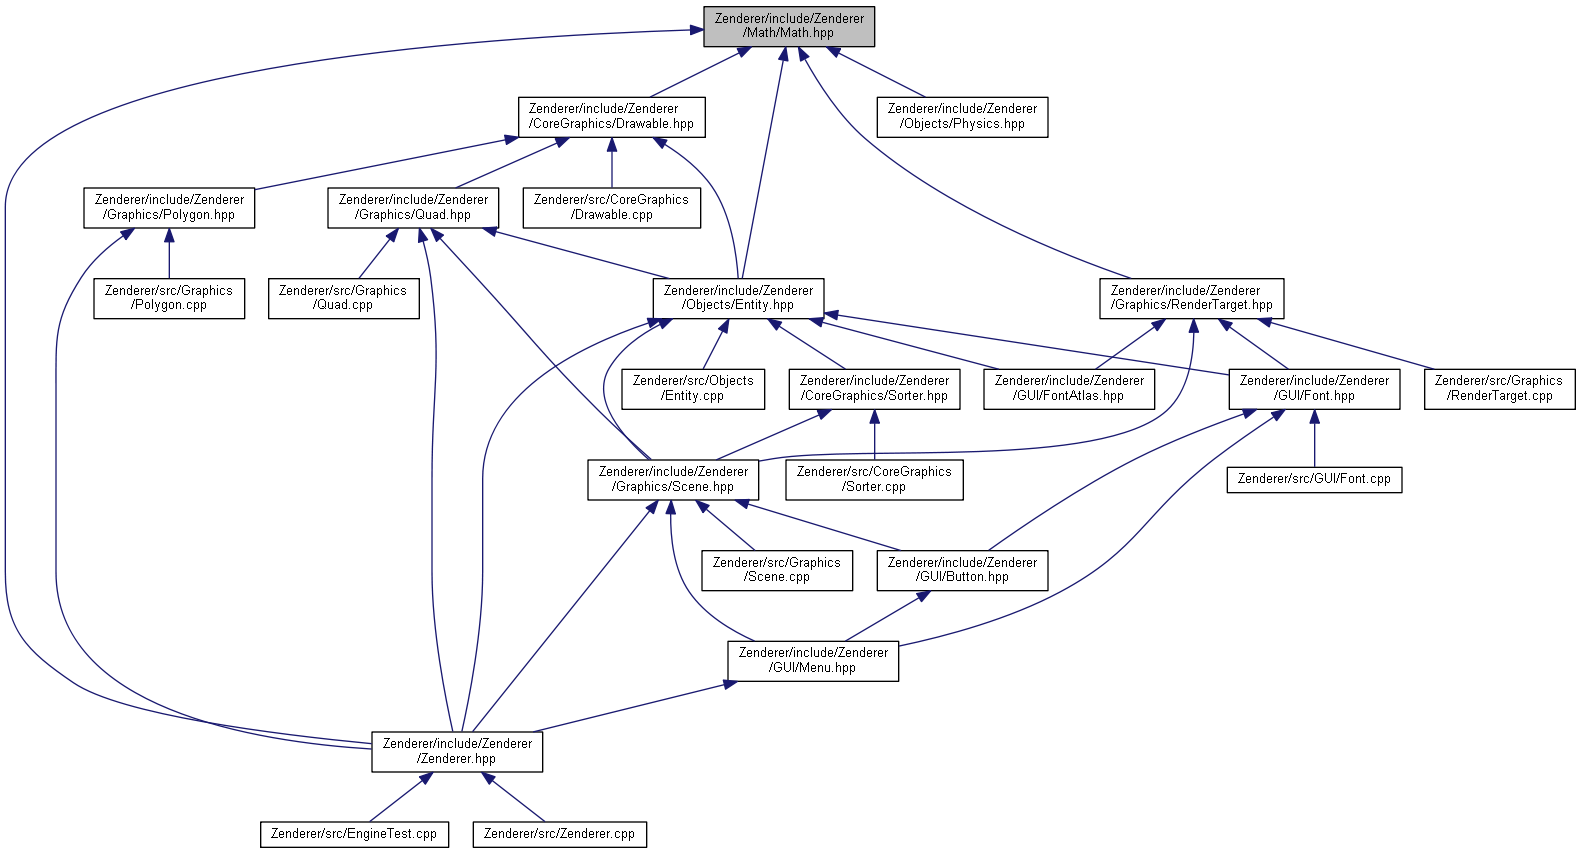 Zenderer/include/Zenderer
/Math/Math.hpp
Zenderer/include/Zenderer
/CoreGraphics/Drawable.hpp
Zenderer/include/Zenderer
/Objects/Physics.hpp
Zenderer/include/Zenderer
/Graphics/Polygon.hpp
Zenderer/include/Zenderer
/Graphics/Quad.hpp
Zenderer/src/CoreGraphics
/Drawable.cpp
Zenderer/src/Graphics
/Polygon.cpp
Zenderer/src/Graphics
/Quad.cpp
Zenderer/include/Zenderer
/Objects/Entity.hpp
Zenderer/include/Zenderer
/Graphics/RenderTarget.hpp
Zenderer/src/Objects
/Entity.cpp
Zenderer/include/Zenderer
/CoreGraphics/Sorter.hpp
Zenderer/include/Zenderer
/GUI/FontAtlas.hpp
Zenderer/include/Zenderer
/GUI/Font.hpp
Zenderer/src/Graphics
/RenderTarget.cpp
Zenderer/include/Zenderer
/Graphics/Scene.hpp
Zenderer/src/CoreGraphics
/Sorter.cpp
Zenderer/src/GUI/Font.cpp
Zenderer/src/Graphics
/Scene.cpp
Zenderer/include/Zenderer
/GUI/Button.hpp
Zenderer/include/Zenderer
/GUI/Menu.hpp
Zenderer/include/Zenderer
/Zenderer.hpp
Zenderer/src/EngineTest.cpp
Zenderer/src/Zenderer.cpp